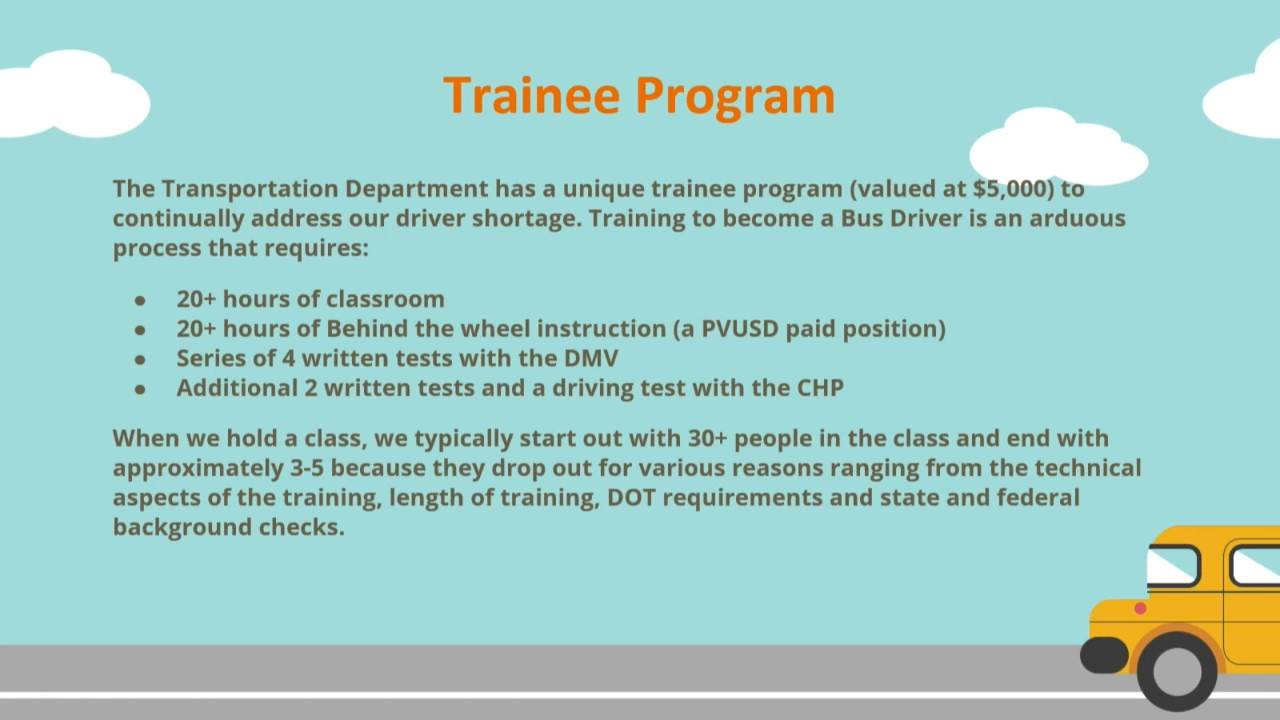 Trainee Program
The Transportation Department has a unique trainee program (valued at $5,000) to
continually address our driver shortage. Training to become a Bus Driver is an arduous
process that requires:
● 20+ hours of classroom
● 20+ hours of Behind the wheel instruction (a PVUSD paid position)
● Series of 4 written tests with the DMV
● Additional 2 written tests and a driving test with the CHP
When we hold a class, we typically start out with 30+ people in the class and end with
approximately 3-5 because they drop out for various reasons ranging from the technical
aspects of the training, length of training, DOT requirements and state and federal
background checks.